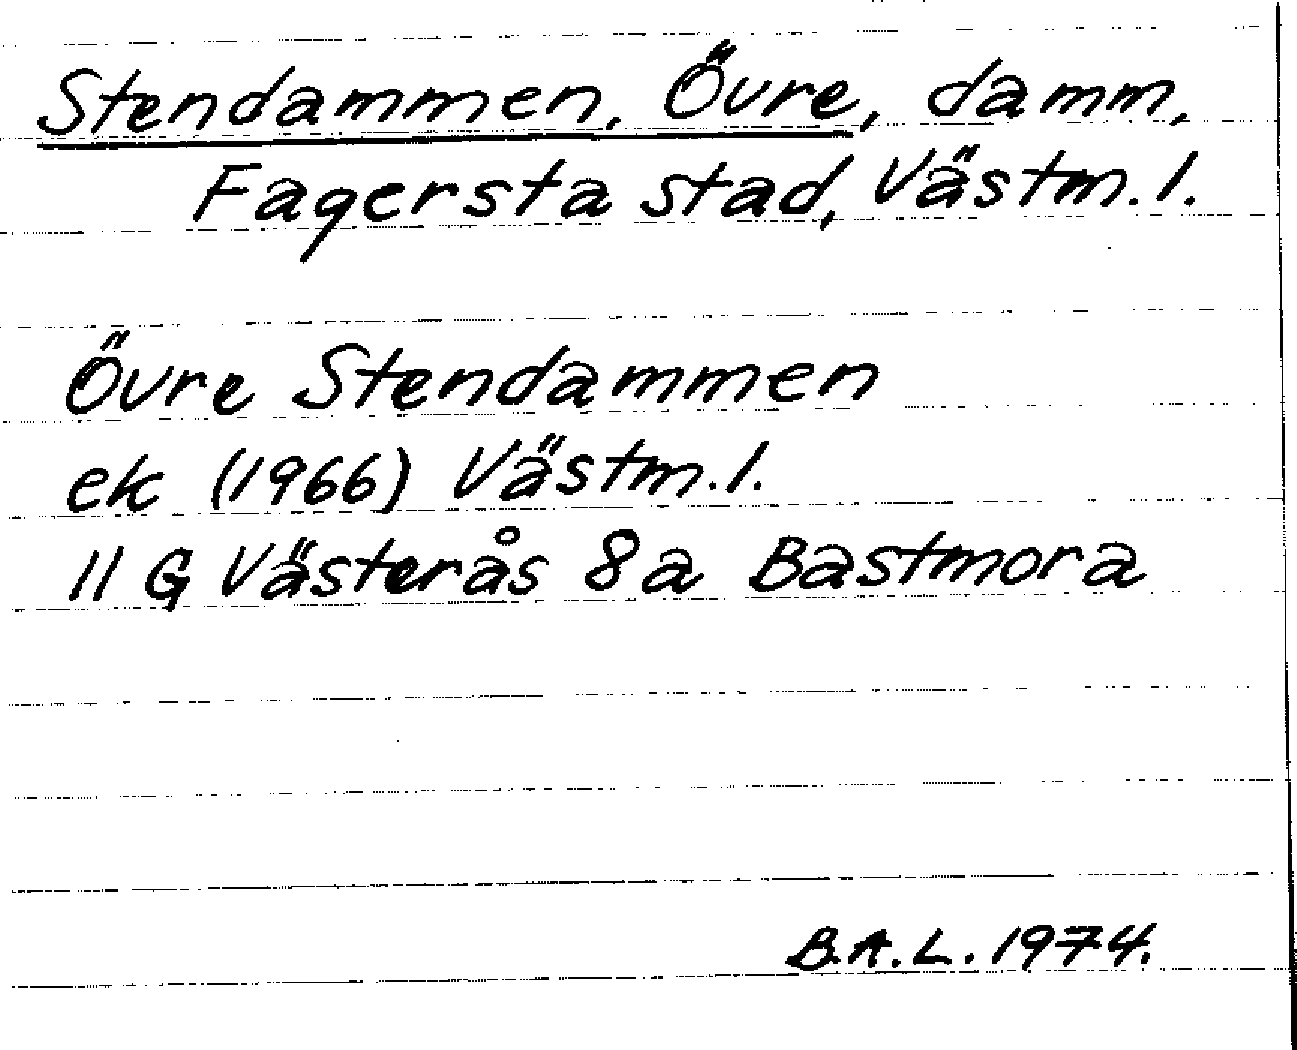 Stendammen, Övre, damm,
Fagersta stad, Västm.l.
Övre Stendammen
ek (1966) Västm.l.
11 G Västerås 8a Bastmora
B.A.L. 1974.